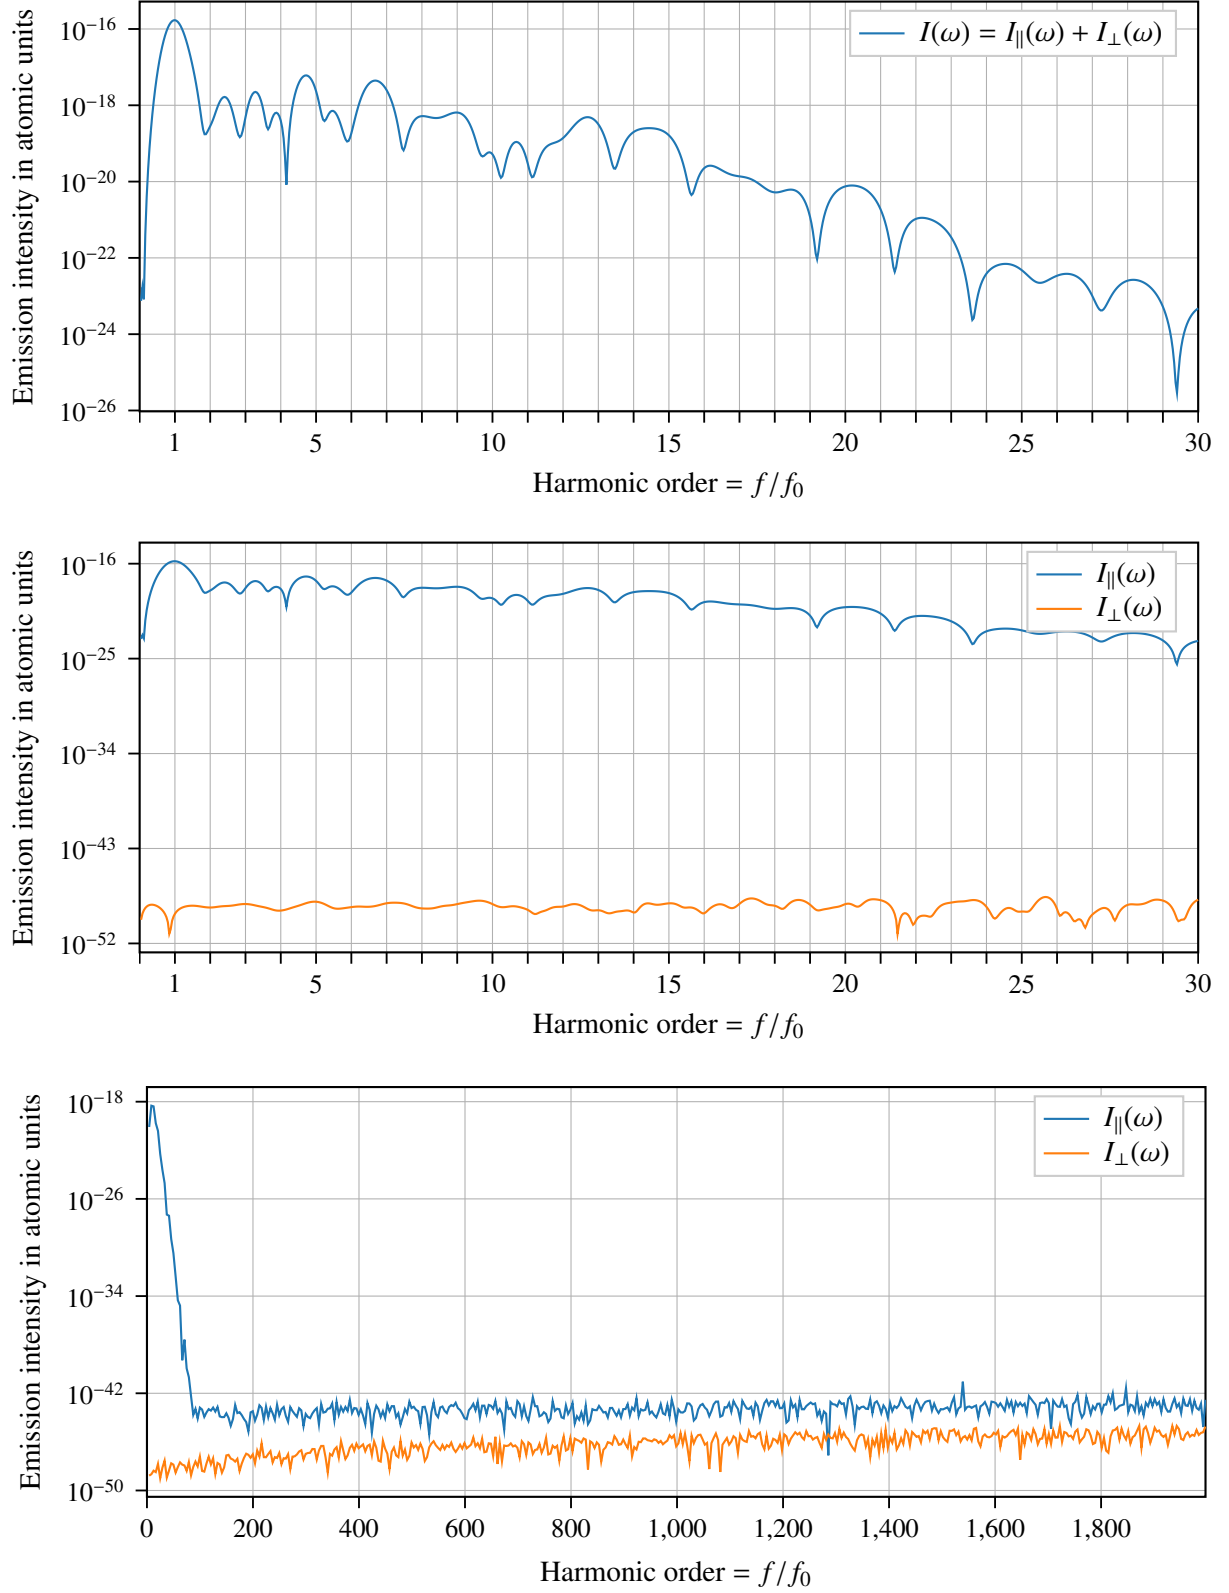 Emission intensity in atomic units
10⁻¹⁶
10⁻¹⁸
10⁻²⁰
10⁻²²
10⁻²⁴
10⁻²⁶
I(ω) = I∥(ω) + I⊥(ω)
1 5 10 15 20 25 30
Harmonic order = f/f₀
Emission intensity in atomic units
10⁻¹⁶
10⁻²⁵
10⁻³⁴
10⁻⁴³
10⁻⁵²
I∥(ω)
I⊥(ω)
1 5 10 15 20 25 30
Harmonic order = f/f₀
Emission intensity in atomic units
10⁻¹⁸
10⁻²⁶
10⁻³⁴
10⁻⁴²
10⁻⁵⁰
I∥(ω)
I⊥(ω)
0 200 400 600 800 1,000 1,200 1,400 1,600 1,800
Harmonic order = f/f₀